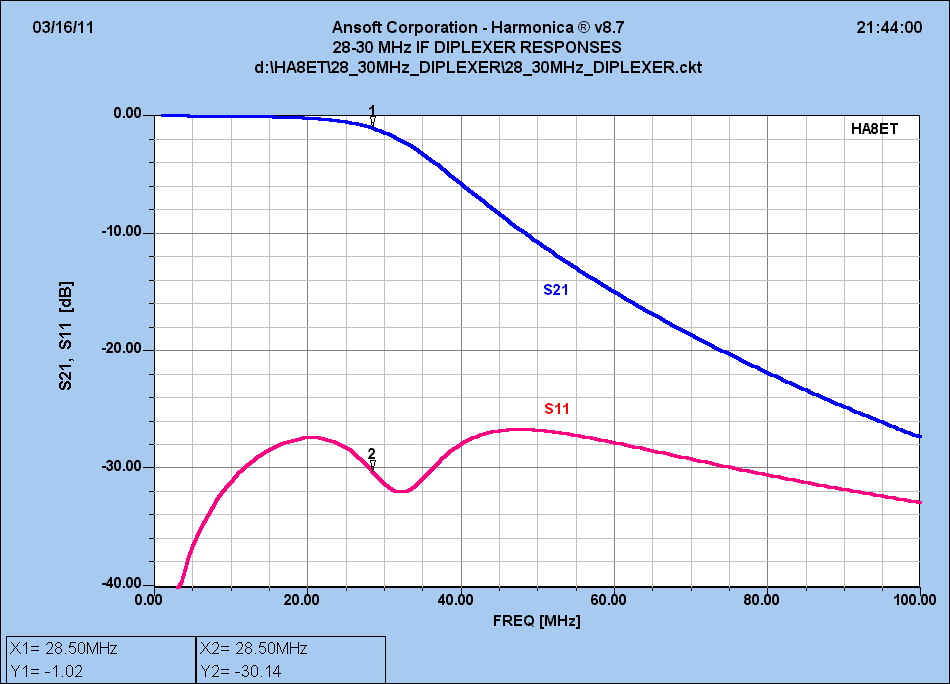 03/16/11
Ansoft Corporation - Harmonica ® v8.7
21:44:00
28-30 MHz IF DIPLEXER RESPONSES
d:\HA8ET\28_30MHz_DIPLEXER\28_30MHz_DIPLEXER.ckt
0.00
1
HA8ET
-10.00
S21
S21, S11 [dB]
-20.00
S11
2
-30.00
-40.00
0.00
20.00
40.00
60.00
80.00
100.00
FREQ [MHz]
X1= 28.50MHz
Y1= -1.02
X2= 28.50MHz
Y2= -30.14